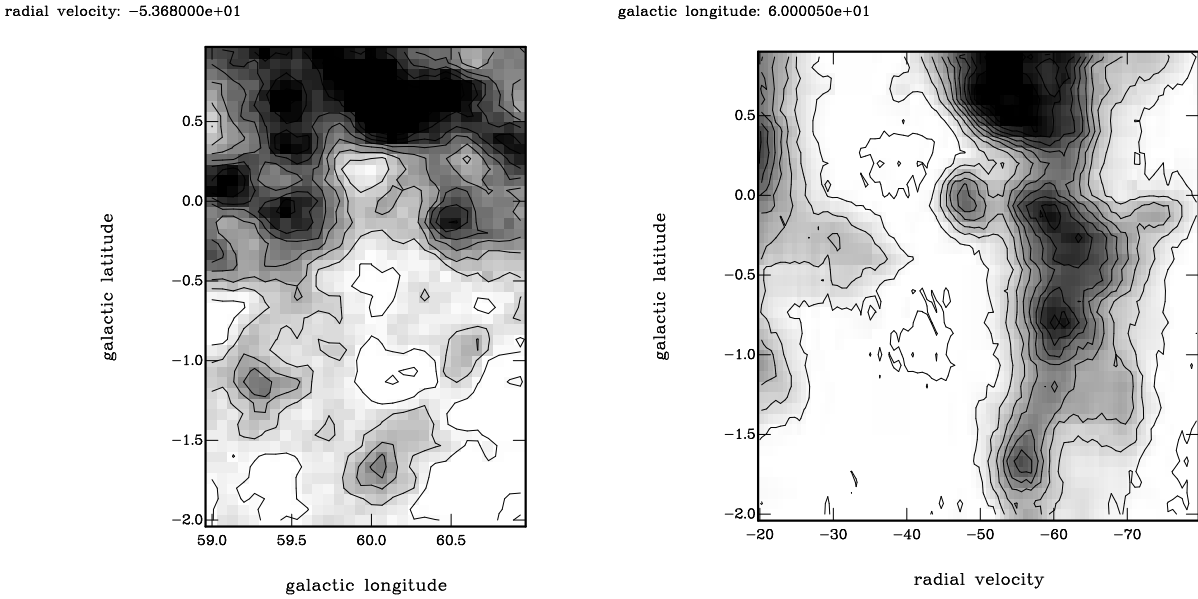 radial velocity: −5.368000e+01
galactic longitude: 6.000050e+01
0.5
0.0
−0.5
−1.0
−1.5
−2.0
galactic latitude
59.0 59.5 60.0 60.5
galactic longitude
0.5
0.0
−0.5
−1.0
−1.5
−2.0
galactic latitude
−20 −30 −40 −50 −60 −70
radial velocity